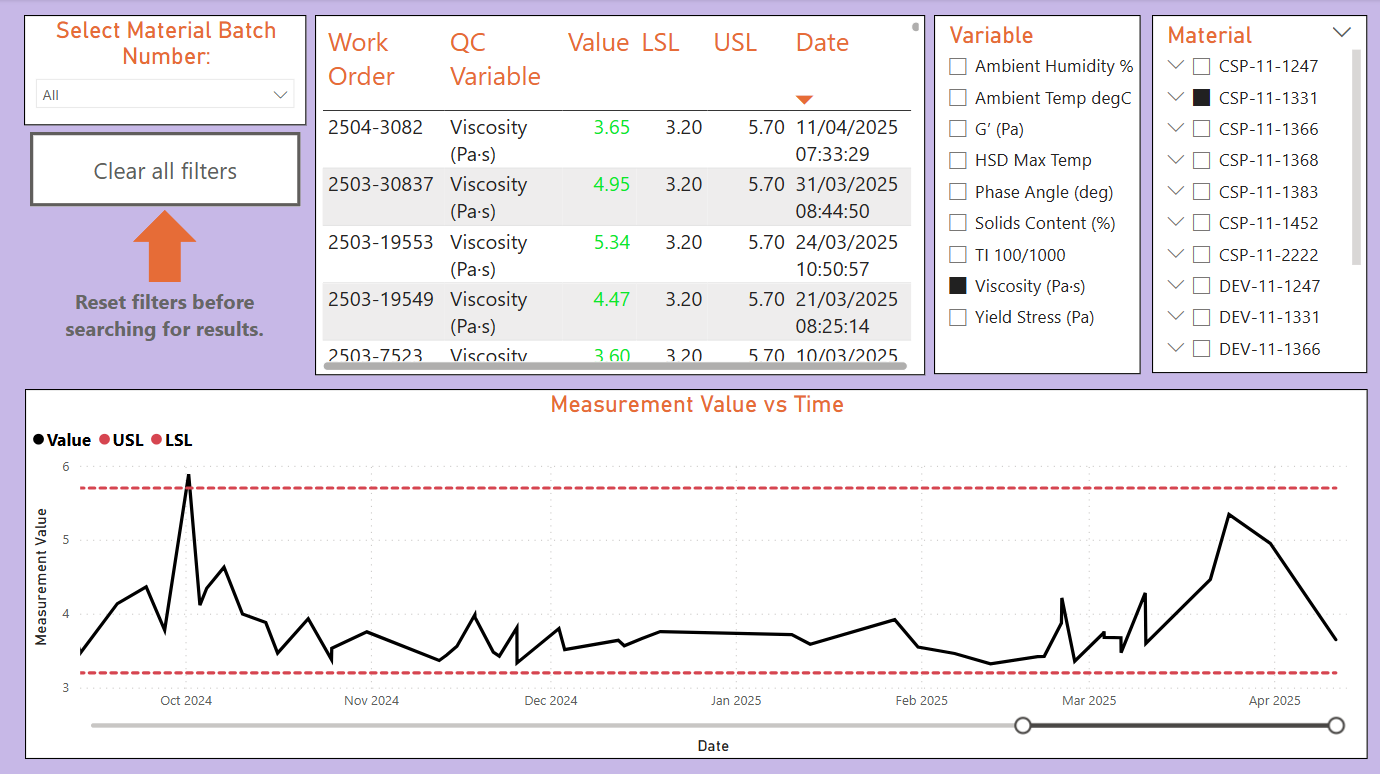 Select Material Batch
Number:
All
Clear all filters
Reset filters before
searching for results.
Work Order QC Variable Value LSL USL Date
2504-3082 Viscosity (Pa·s) 3.65 3.20 5.70 11/04/2025 07:33:29
2503-30837 Viscosity (Pa·s) 4.95 3.20 5.70 31/03/2025 08:44:50
2503-19553 Viscosity (Pa·s) 5.34 3.20 5.70 24/03/2025 10:50:57
2503-19549 Viscosity (Pa·s) 4.47 3.20 5.70 21/03/2025 08:25:14
2503-7523 Viscosity 3.60 3.20 5.70 10/03/2025
Variable
Ambient Humidity %
Ambient Temp degC
G′ (Pa)
HSD Max Temp
Phase Angle (deg)
Solids Content (%)
TI 100/1000
Viscosity (Pa·s)
Yield Stress (Pa)
Material
CSP-11-1247
CSP-11-1331
CSP-11-1366
CSP-11-1368
CSP-11-1383
CSP-11-1452
CSP-11-2222
DEV-11-1247
DEV-11-1331
DEV-11-1366
Measurement Value vs Time
Value USL LSL
Measurement Value
6
5
4
3
Oct 2024 Nov 2024 Dec 2024 Jan 2025 Feb 2025 Mar 2025 Apr 2025
Date